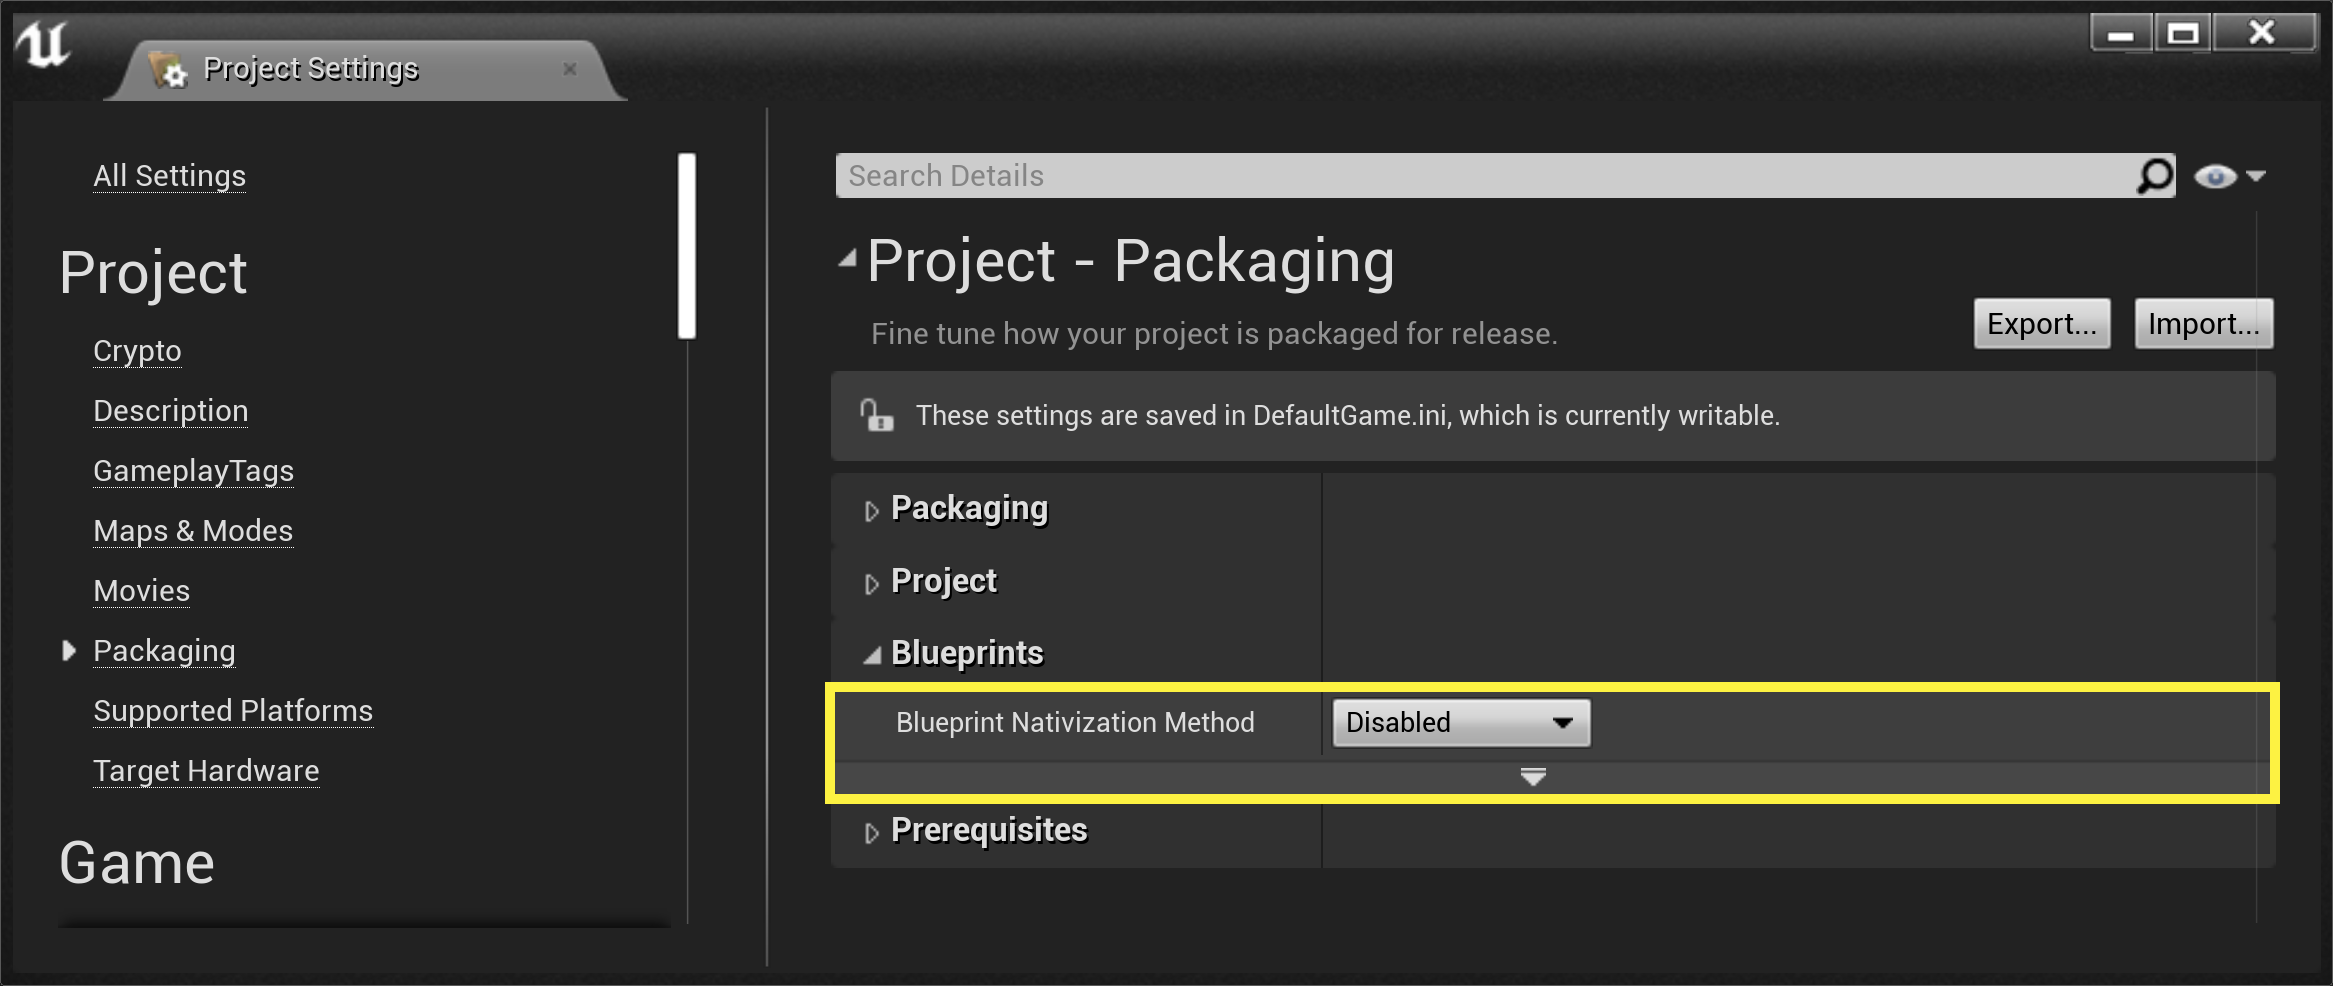 Project Settings
All Settings
Project
Crypto
Description
GameplayTags
Maps & Modes
Movies
Packaging
Supported Platforms
Target Hardware
Game
Search Details
Project - Packaging
Fine tune how your project is packaged for release.
Export...
Import...
These settings are saved in DefaultGame.ini, which is currently writable.
Packaging
Project
Blueprints
Blueprint Nativization Method
Disabled
Prerequisites